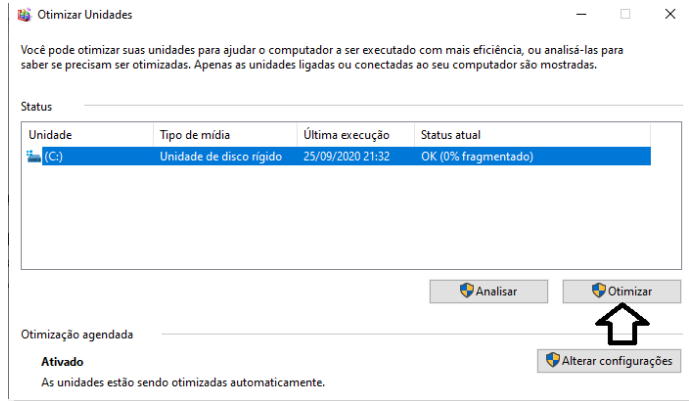 Otimizar Unidades
Você pode otimizar suas unidades para ajudar o computador a ser executado com mais eficiência, ou analisá-las para
saber se precisam ser otimizadas. Apenas as unidades ligadas ou conectadas ao seu computador são mostradas.
Status
Unidade Tipo de mídia Última execução Status atual
(C:) Unidade de disco rígido 25/09/2020 21:32 OK (0% fragmentado)
Analisar Otimizar
Otimização agendada
Ativado Alterar configurações
As unidades estão sendo otimizadas automaticamente.